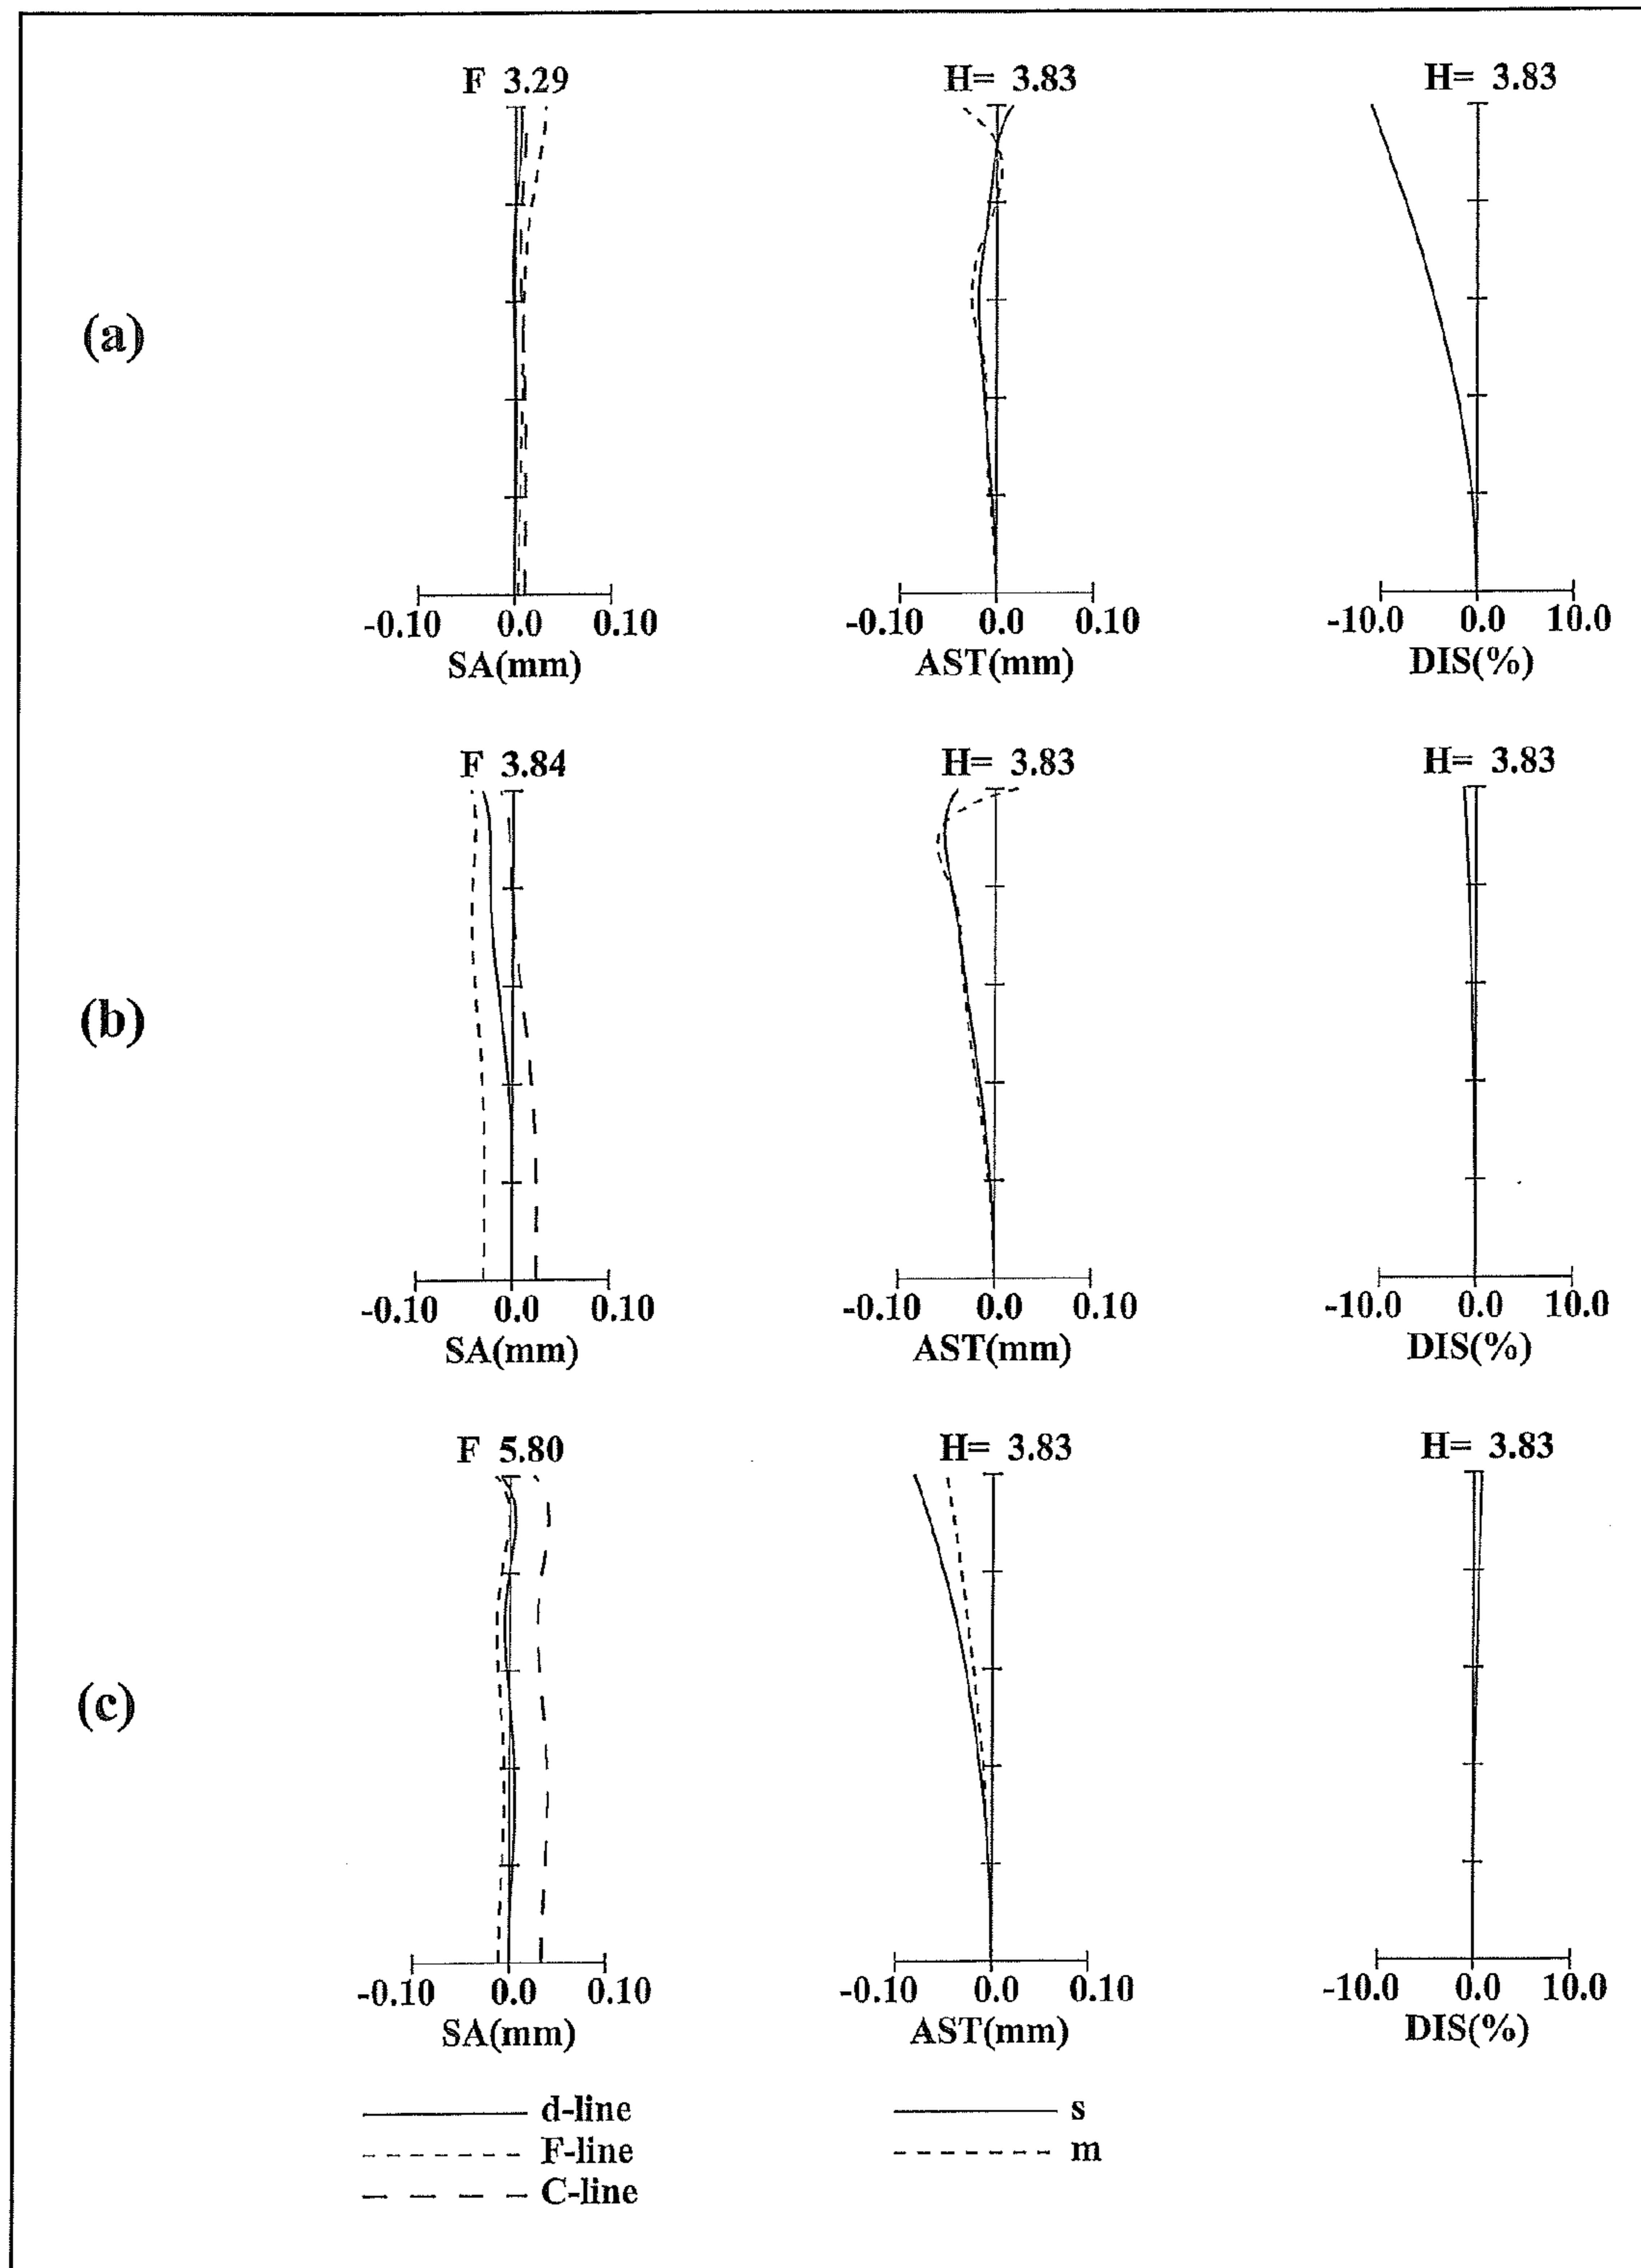 F 3.29 H= 3.83 H= 3.83
(a)
-0.10 0.0 0.10 -0.10 0.0 0.10 -10.0 0.0 10.0
SA(mm) AST(mm) DIS(%)
F 3.84 H= 3.83 H= 3.83
(b)
-0.10 0.0 0.10 -0.10 0.0 0.10 -10.0 0.0 10.0
SA(mm) AST(mm) DIS(%)
F 5.80 H= 3.83 H= 3.83
(c)
-0.10 0.0 0.10 -0.10 0.0 0.10 -10.0 0.0 10.0
SA(mm) AST(mm) DIS(%)
d-line s
F-line m
C-line